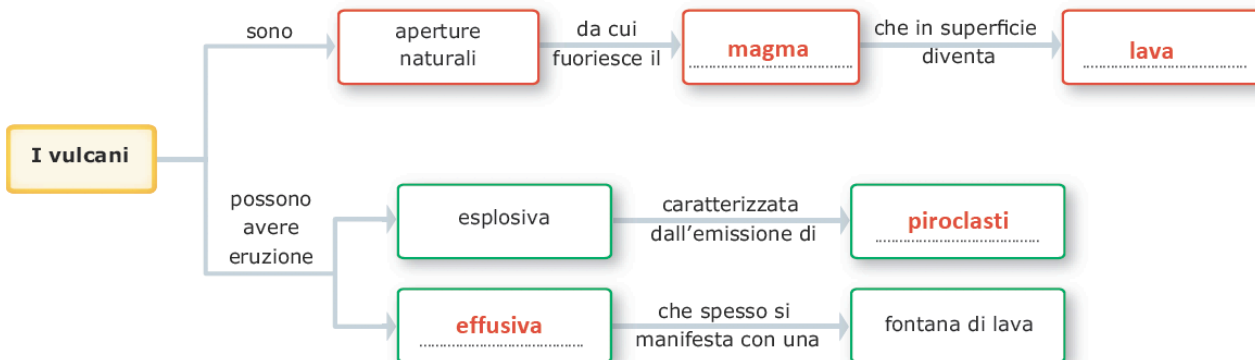 sono
aperture
naturali
da cui
fuoriesce il
magma
che in superficie
diventa
lava
I vulcani
possono
avere
eruzione
esplosiva
caratterizzata
dall'emissione di
piroclasti
effusiva
che spesso si
manifesta con una
fontana di lava